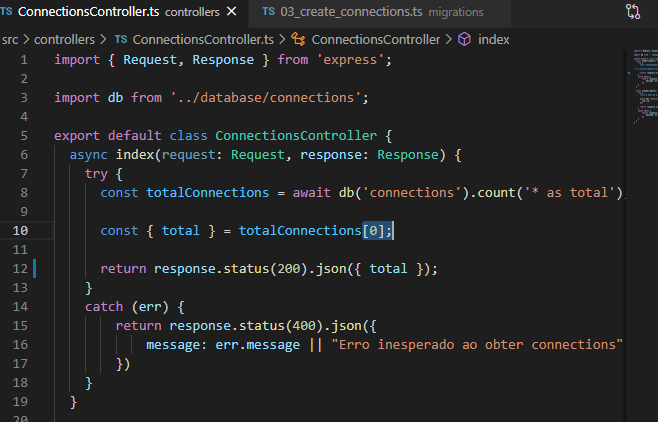 TS ConnectionsController.ts controllers × TS 03_create_connections.ts migrations
src > controllers > TS ConnectionsController.ts > ConnectionsController > index
1 import { Request, Response } from 'express';
2
3 import db from '../database/connections';
4
5 export default class ConnectionsController {
6 async index(request: Request, response: Response) {
7 try {
8 const totalConnections = await db('connections').count('* as total')
9
10 const { total } = totalConnections[0];
11
12 return response.status(200).json({ total });
13 }
14 catch (err) {
15 return response.status(400).json({
16 message: err.message || "Erro inesperado ao obter connections"
17 })
18 }
19 }
20